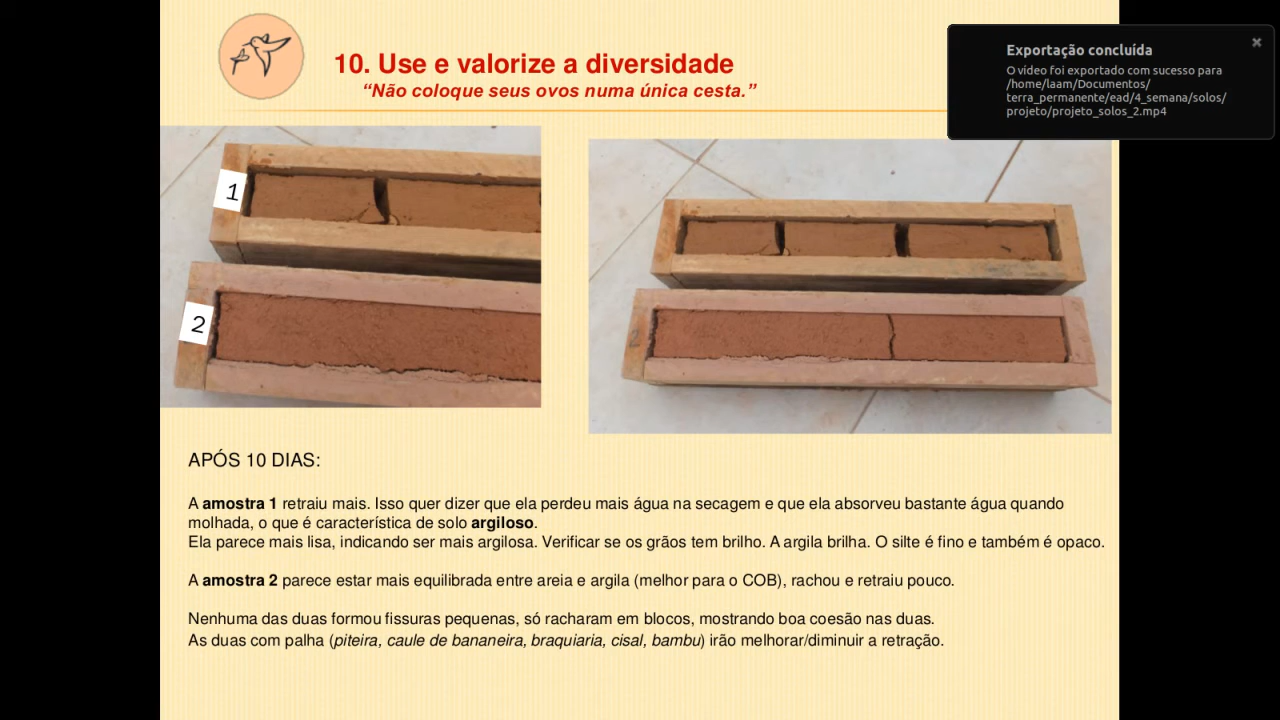 10. Use e valorize a diversidade
“Não coloque seus ovos numa única cesta.”
Exportação concluída
O vídeo foi exportado com sucesso para
/home/laam/Documentos/
terra_permanente/ead/4_semana/solos/
projeto/projeto_solos_2.mp4
1
2
APÓS 10 DIAS:
A amostra 1 retraiu mais. Isso quer dizer que ela perdeu mais água na secagem e que ela absorveu bastante água quando
molhada, o que é característica de solo argiloso.
Ela parece mais lisa, indicando ser mais argilosa. Verificar se os grãos tem brilho. A argila brilha. O silte é fino e também é opaco.
A amostra 2 parece estar mais equilibrada entre areia e argila (melhor para o COB), rachou e retraiu pouco.
Nenhuma das duas formou fissuras pequenas, só racharam em blocos, mostrando boa coesão nas duas.
As duas com palha (piteira, caule de bananeira, braquiaria, cisal, bambu) irão melhorar/diminuir a retração.